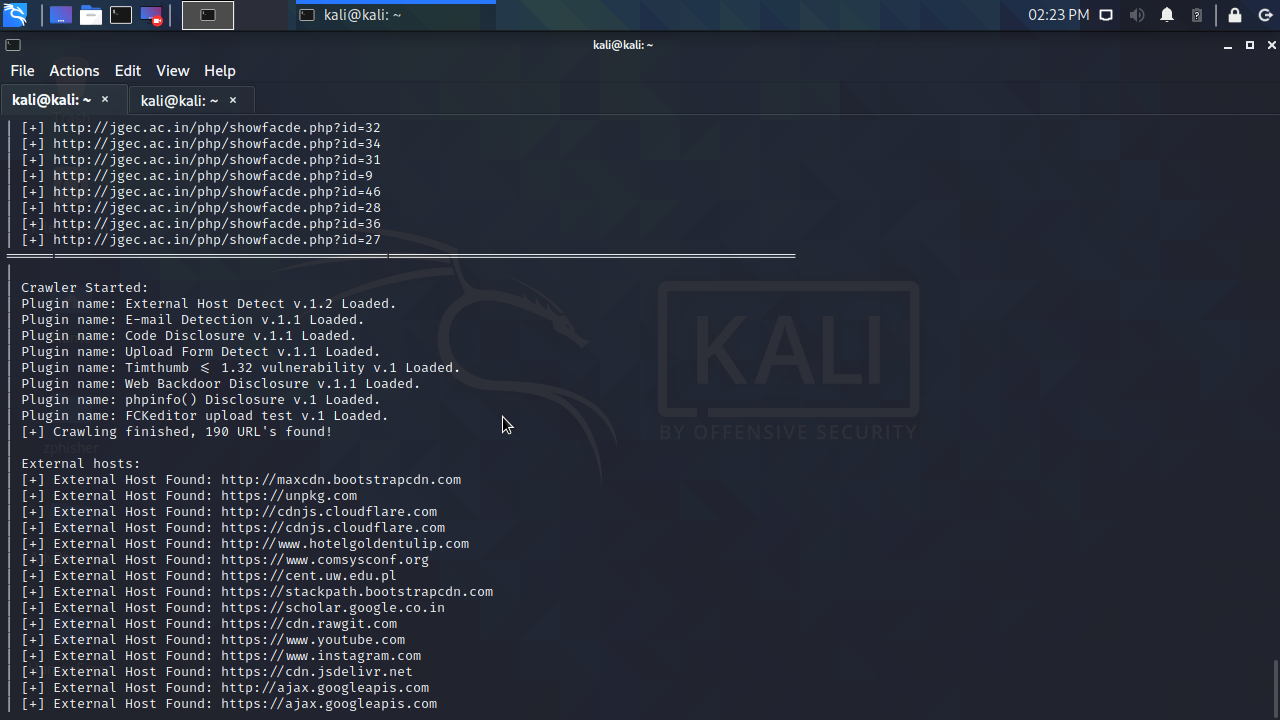 kali@kali: ~
02:23 PM
kali@kali: ~
File Actions Edit View Help
kali@kali: ~ × kali@kali: ~ ×
[+] http://jgec.ac.in/php/showfacde.php?id=32
[+] http://jgec.ac.in/php/showfacde.php?id=34
[+] http://jgec.ac.in/php/showfacde.php?id=31
[+] http://jgec.ac.in/php/showfacde.php?id=9
[+] http://jgec.ac.in/php/showfacde.php?id=46
[+] http://jgec.ac.in/php/showfacde.php?id=28
[+] http://jgec.ac.in/php/showfacde.php?id=36
[+] http://jgec.ac.in/php/showfacde.php?id=27
Crawler Started:
Plugin name: External Host Detect v.1.2 Loaded.
Plugin name: E-mail Detection v.1.1 Loaded.
Plugin name: Code Disclosure v.1.1 Loaded.
Plugin name: Upload Form Detect v.1.1 Loaded.
Plugin name: Timthumb <= 1.32 vulnerability v.1 Loaded.
Plugin name: Web Backdoor Disclosure v.1.1 Loaded.
Plugin name: phpinfo() Disclosure v.1 Loaded.
Plugin name: FCKeditor upload test v.1 Loaded.
[+] Crawling finished, 190 URL's found!
KALI
BY OFFENSIVE SECURITY
zphisher
External hosts:
[+] External Host Found: http://maxcdn.bootstrapcdn.com
[+] External Host Found: https://unpkg.com
[+] External Host Found: http://cdnjs.cloudflare.com
[+] External Host Found: https://cdnjs.cloudflare.com
[+] External Host Found: http://www.hotelgoldentulip.com
[+] External Host Found: https://www.comsysconf.org
[+] External Host Found: https://cent.uw.edu.pl
[+] External Host Found: https://stackpath.bootstrapcdn.com
[+] External Host Found: https://scholar.google.co.in
[+] External Host Found: https://cdn.rawgit.com
[+] External Host Found: https://www.youtube.com
[+] External Host Found: https://www.instagram.com
[+] External Host Found: https://cdn.jsdelivr.net
[+] External Host Found: http://ajax.googleapis.com
[+] External Host Found: https://ajax.googleapis.com